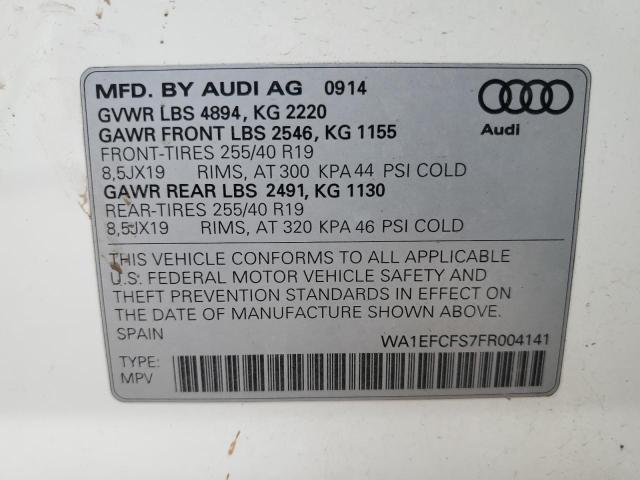 MFD. BY AUDI AG 0914
GVWR LBS 4894, KG 2220
GAWR FRONT LBS 2546, KG 1155
FRONT-TIRES 255/40 R19
8,5JX19 RIMS, AT 300 KPA 44 PSI COLD
GAWR REAR LBS 2491, KG 1130
REAR-TIRES 255/40 R19
8,5JX19 RIMS, AT 320 KPA 46 PSI COLD
Audi
THIS VEHICLE CONFORMS TO ALL APPLICABLE
U.S. FEDERAL MOTOR VEHICLE SAFETY AND
THEFT PREVENTION STANDARDS IN EFFECT ON
THE DATE OF MANUFACTURE SHOWN ABOVE.
SPAIN WA1EFCFS7FR004141
TYPE:
MPV